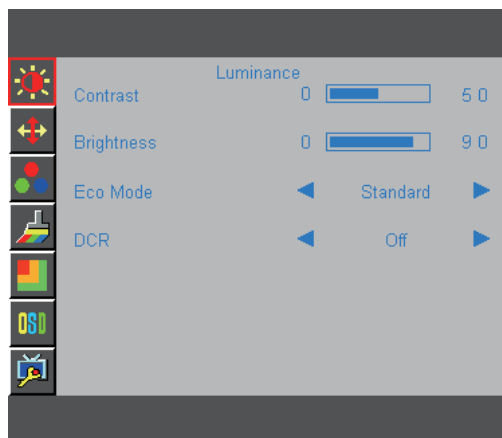 Luminance
Contrast 0 50
Brightness 0 90
Eco Mode Standard
DCR Off
OSD